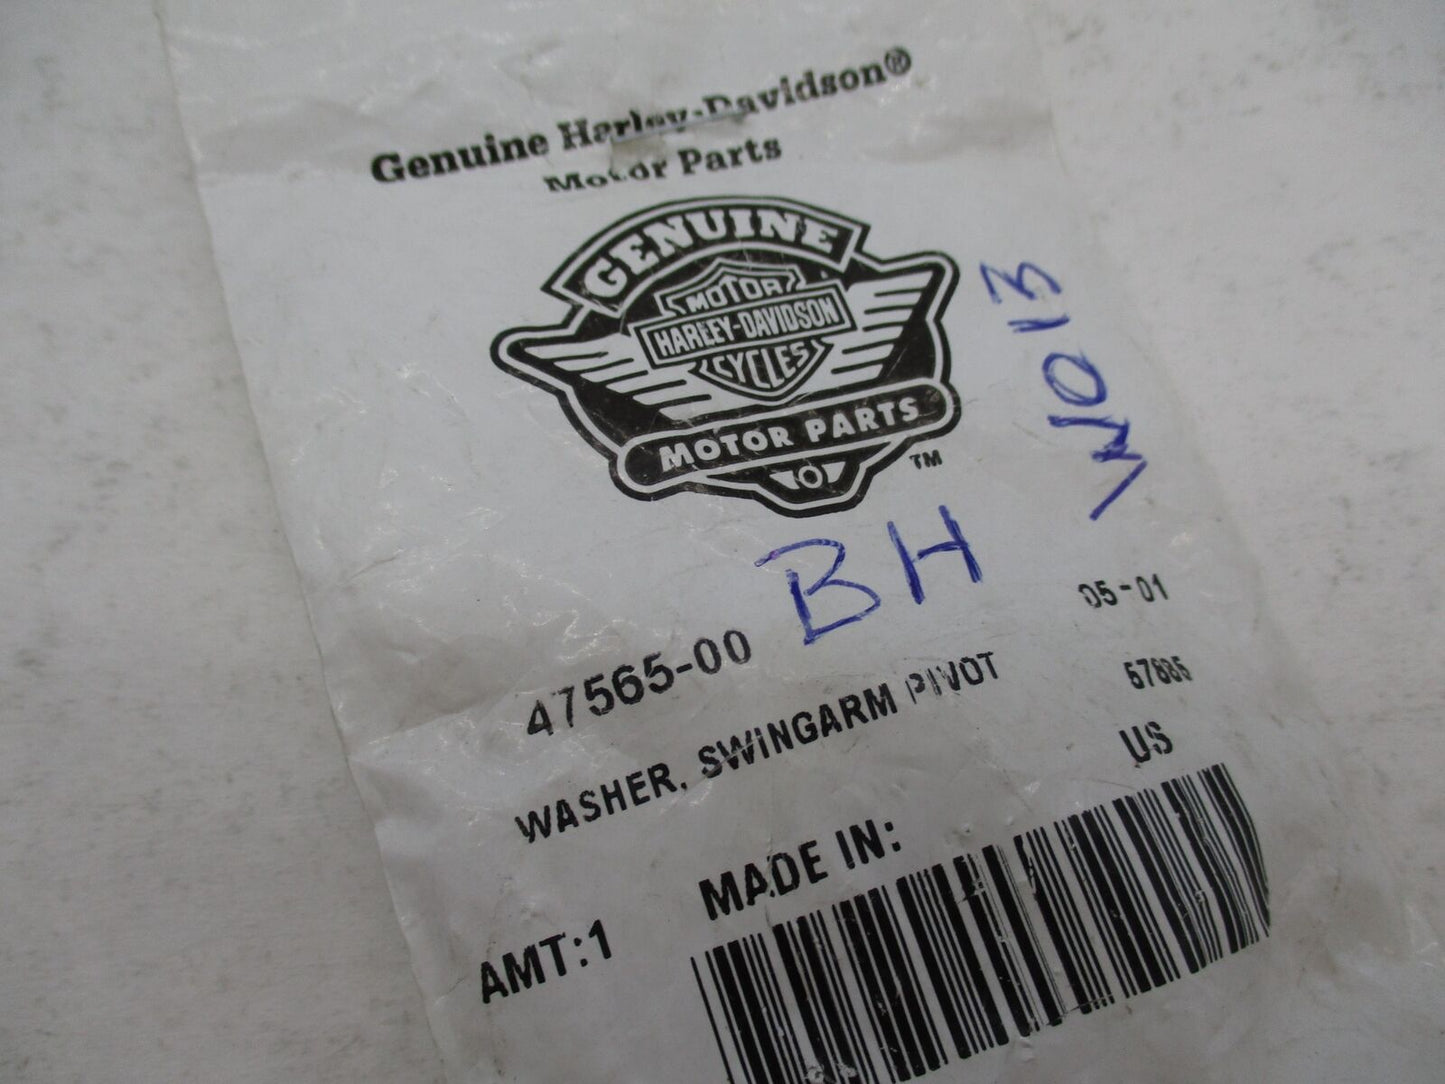 Genuine Harley-Davidson®
Motor Parts
GENUINE
MOTOR
HARLEY-DAVIDSON
CYCLES
MOTOR PARTS
TM
W013
BH
05-01
47565-00
WASHER, SWINGARM PIVOT
US
MADE IN:
AMT:1